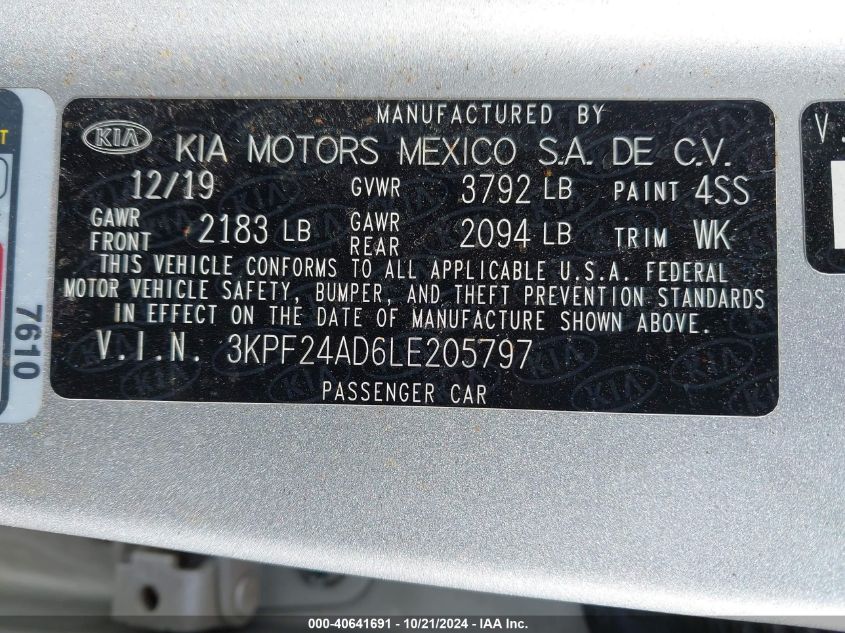 MANUFACTURED BY
KIA KIA MOTORS MEXICO S.A. DE C.V.
12/19 GVWR 3792 LB PAINT 4SS
GAWR FRONT 2183 LB GAWR REAR 2094 LB TRIM WK
THIS VEHICLE CONFORMS TO ALL APPLICABLE U.S.A. FEDERAL
MOTOR VEHICLE SAFETY, BUMPER, AND THEFT PREVENTION STANDARDS
IN EFFECT ON THE DATE OF MANUFACTURE SHOWN ABOVE.
V.I.N. 3KPF24AD6LE205797
PASSENGER CAR
7610
000-40641691 | 10/21/2024 - IAA Inc.